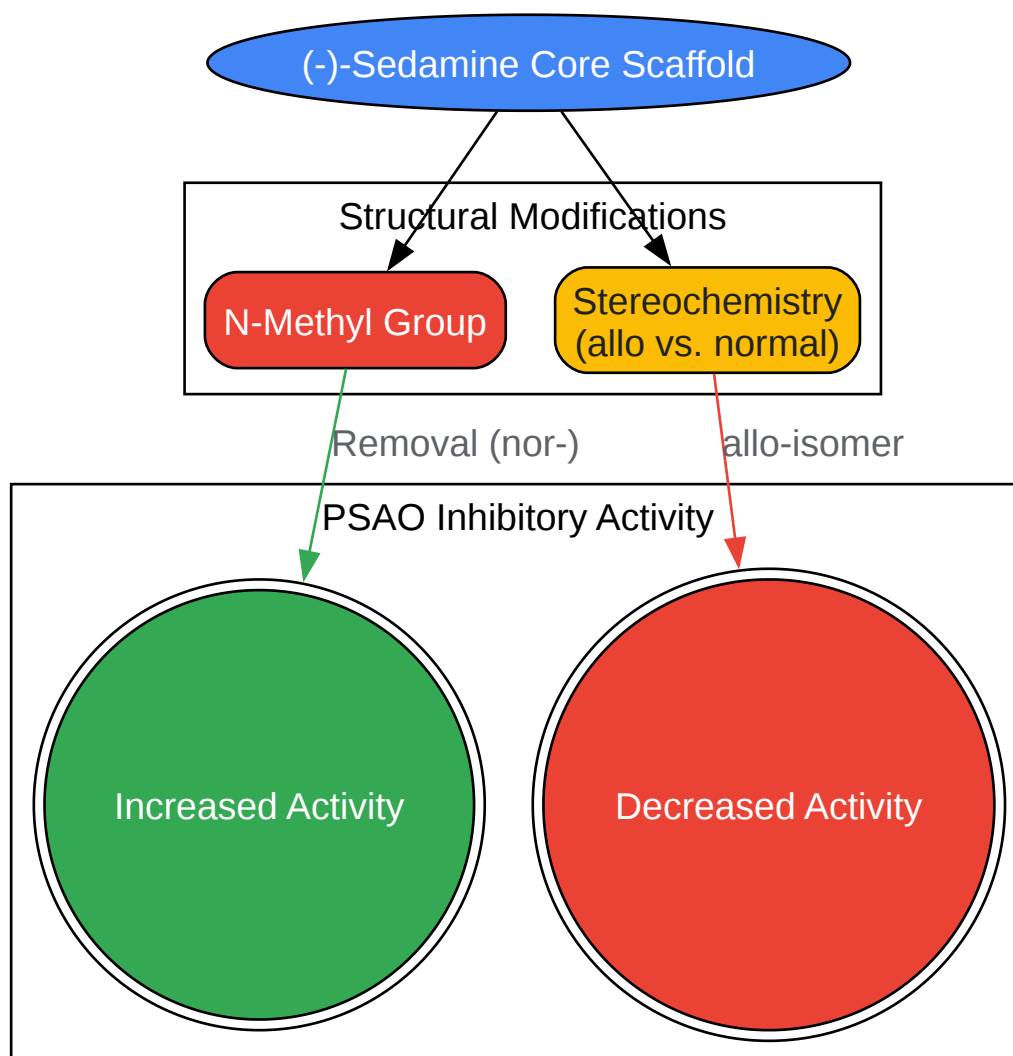 (-)-Sedamine Core Scaffold
Structural Modifications
N-Methyl Group
Stereochemistry
(allo vs. normal)
Removal (nor-)
allo-isomer
PSAO Inhibitory Activity
Increased Activity
Decreased Activity